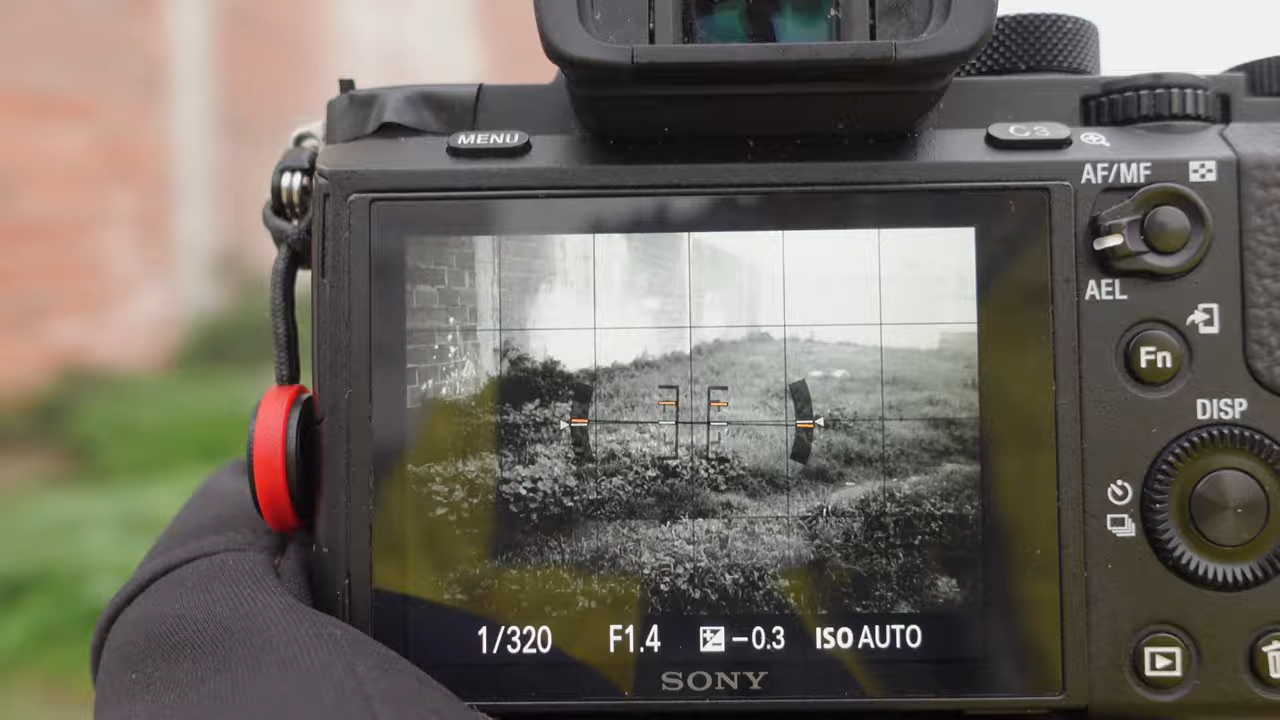 MENU
C3
AF/MF
AEL
Fn
DISP
1/320 F1.4 −0.3 ISO AUTO
SONY